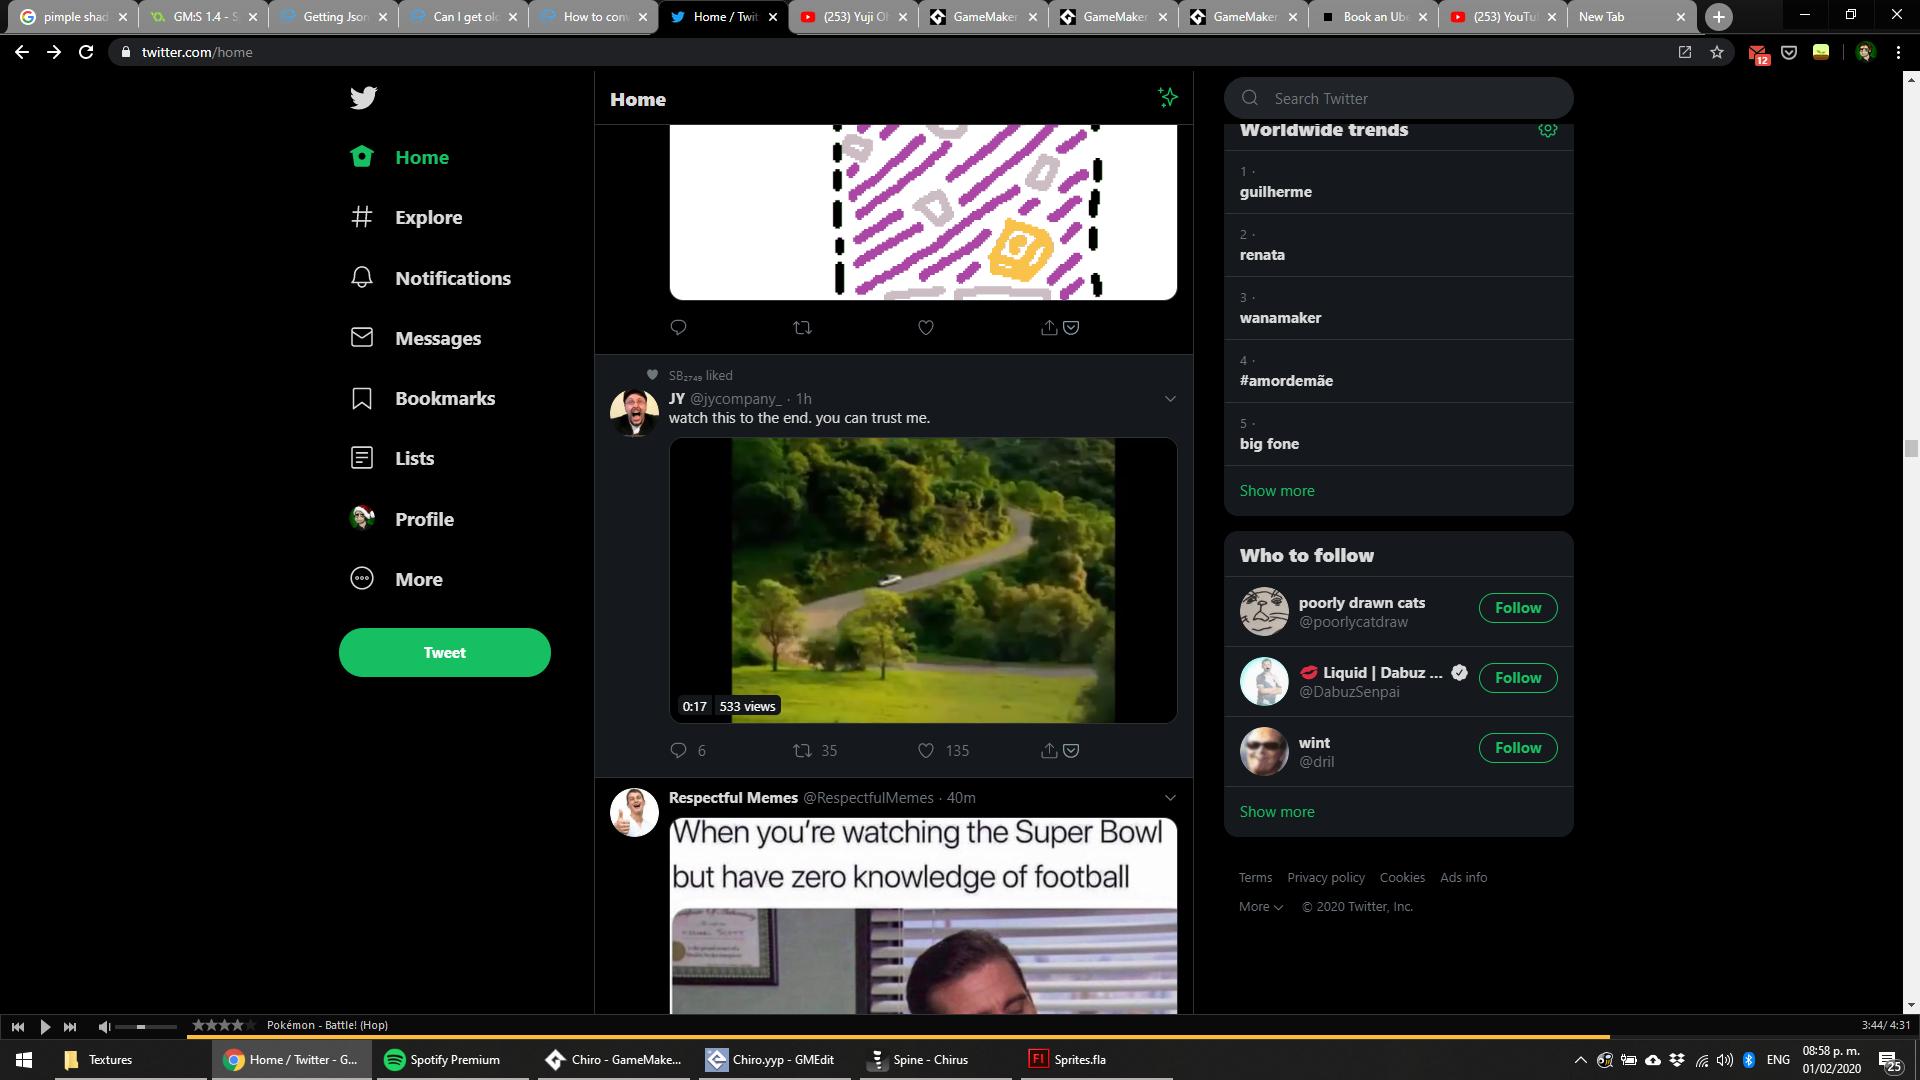 pimple shad
GM:S 1.4 - S
Getting Json
Can I get old
How to conv
Home / Twit
(253) Yuji Oh
GameMaker
GameMaker
GameMaker
Book an Ube
(253) YouTu
New Tab
twitter.com/home
12
Home
Explore
Notifications
Messages
Bookmarks
Lists
Profile
More
Tweet
Home
SB₂₇₄₉ liked
JY @jycompany_ · 1h
watch this to the end. you can trust me.
0:17 533 views
6 35 135
Respectful Memes @RespectfulMemes · 40m
When you're watching the Super Bowl
but have zero knowledge of football
Search Twitter
Worldwide trends
1 ·
guilherme
2 ·
renata
3 ·
wanamaker
4 ·
#amordemãe
5 ·
big fone
Show more
Who to follow
poorly drawn cats
@poorlycatdraw
Follow
Liquid | Dabuz ...
@DabuzSenpai
Follow
wint
@dril
Follow
Show more
Terms Privacy policy Cookies Ads info
More © 2020 Twitter, Inc.
Pokémon - Battle! (Hop)
3:44/ 4:31
Textures
Home / Twitter - G...
Spotify Premium
Chiro - GameMake...
Chiro.yyp - GMEdit
Spine - Chirus
Fl
Sprites.fla
ENG
08:58 p. m.
01/02/2020
25